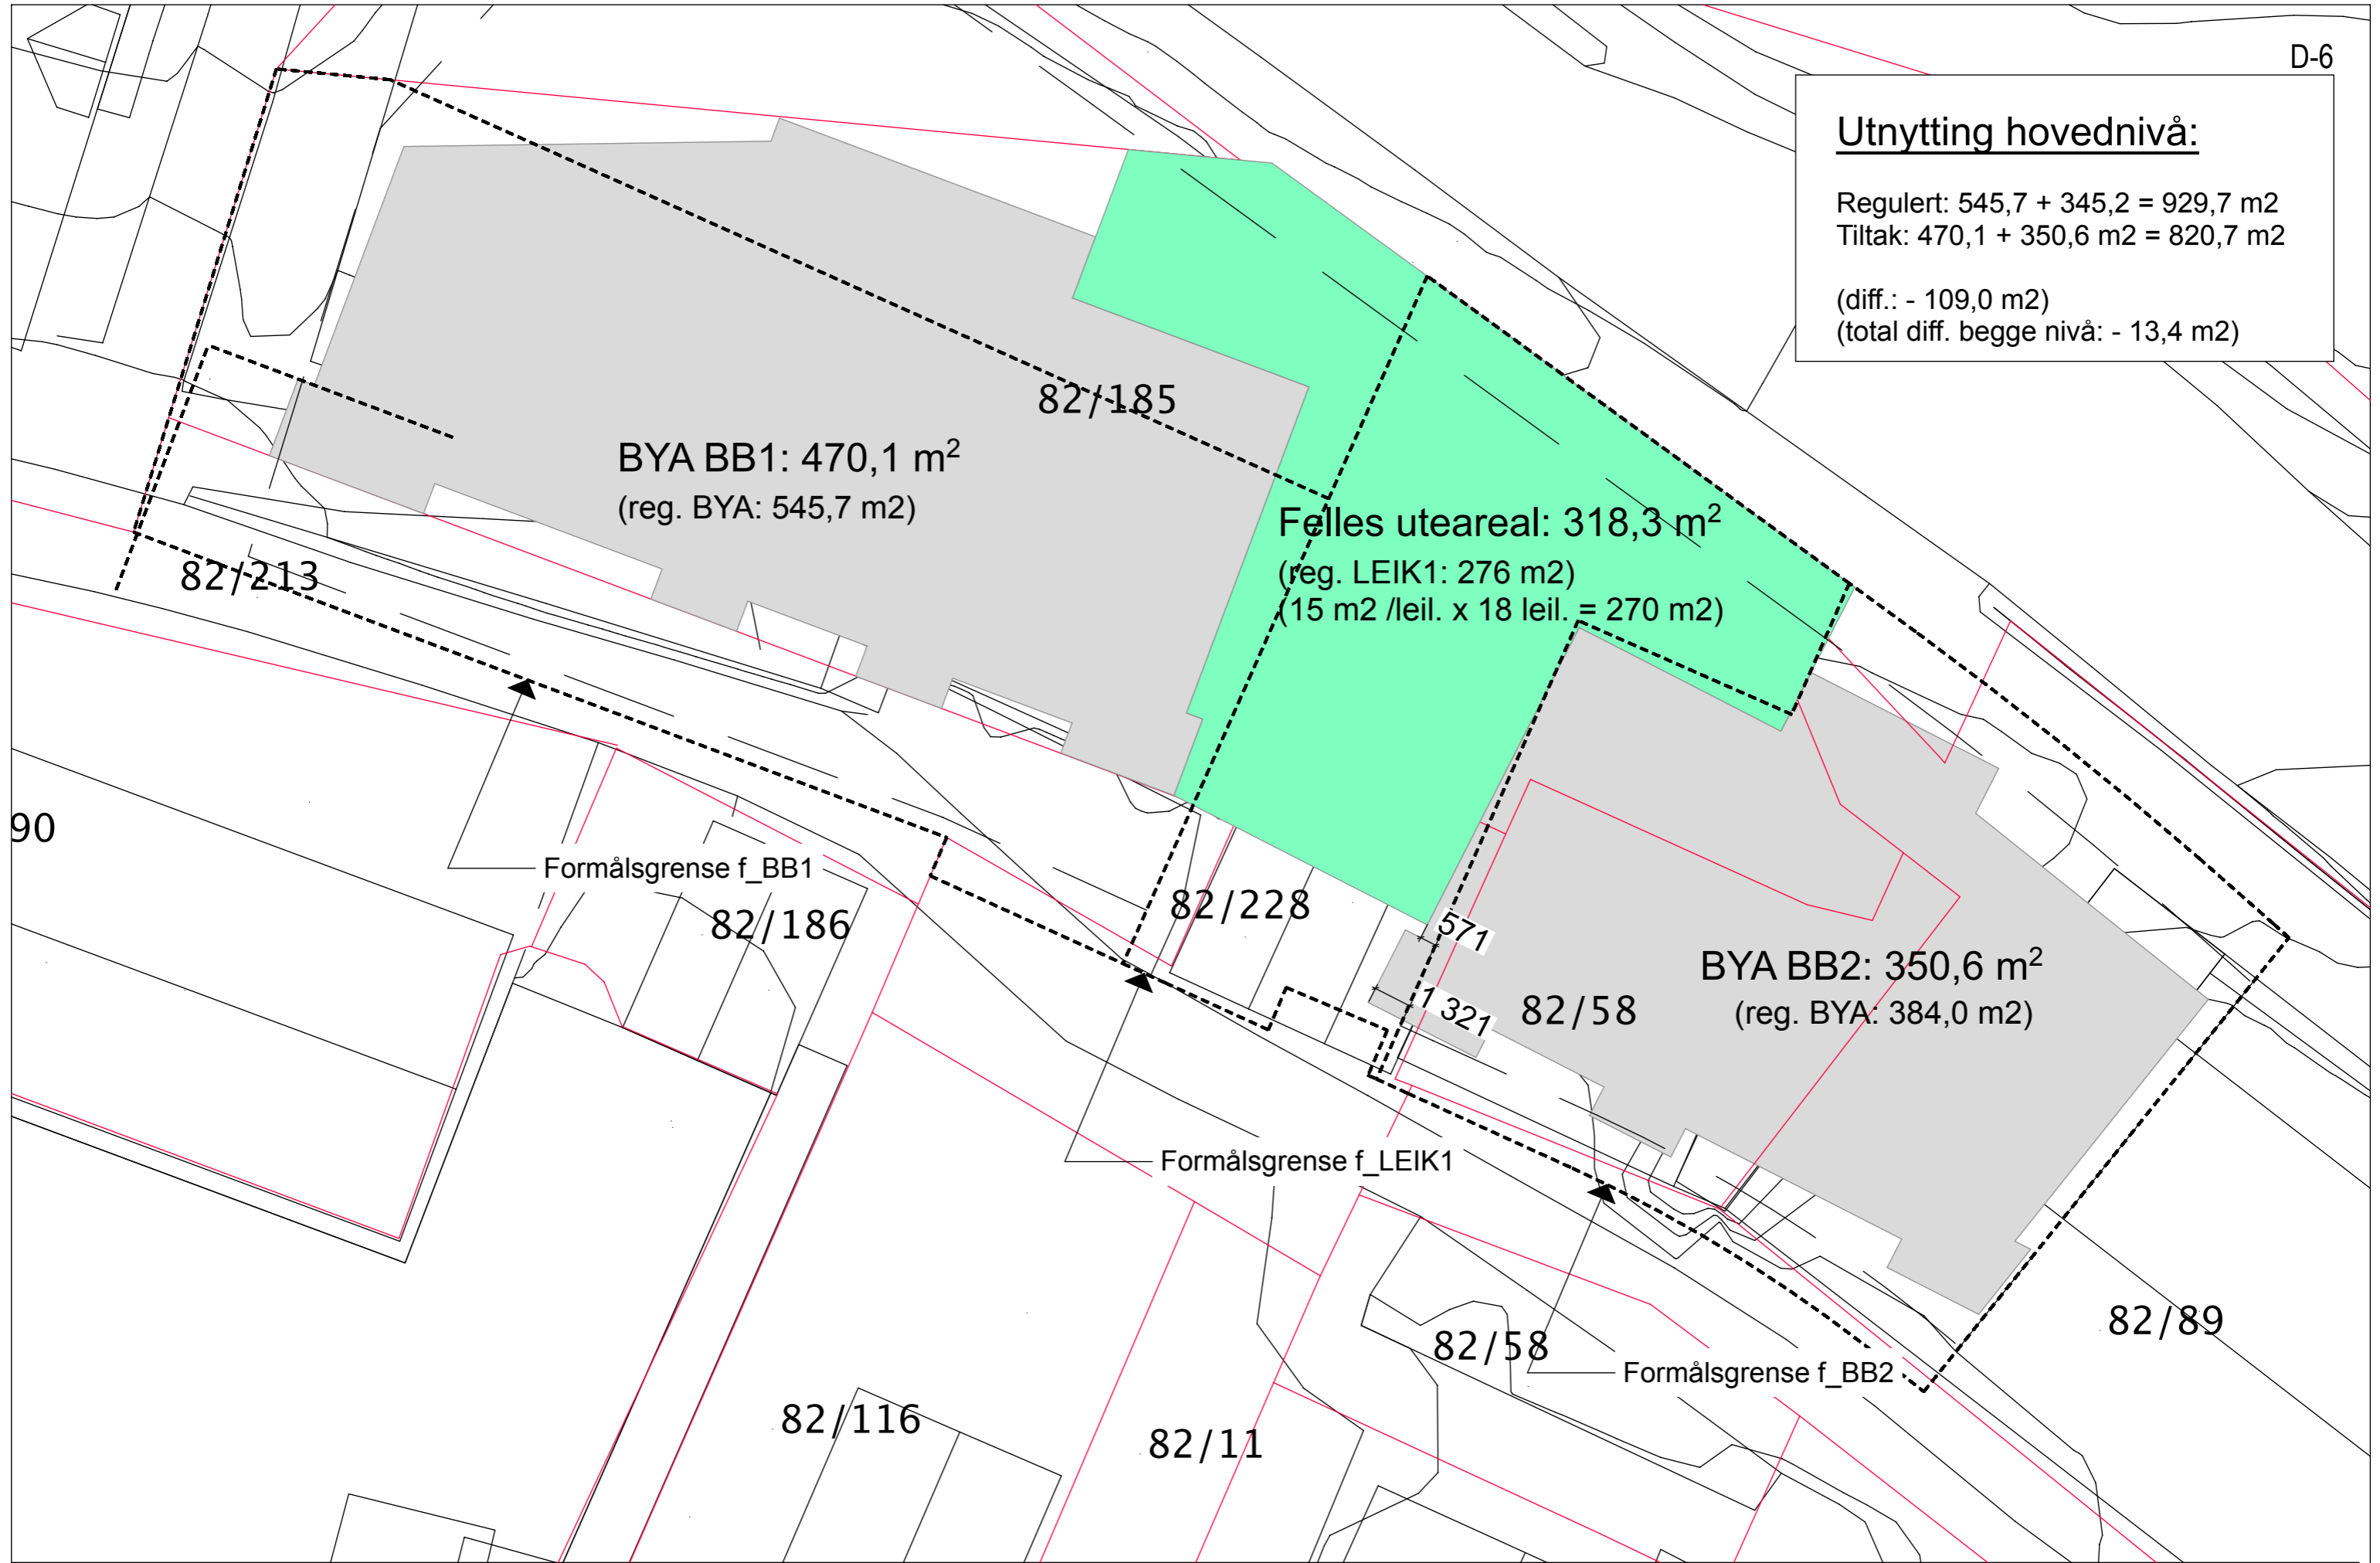 D-6
Utnytting hovednivå:
Regulert: 545,7 + 345,2 = 929,7 m2
Tiltak: 470,1 + 350,6 m2 = 820,7 m2
(diff.: - 109,0 m2)
(total diff. begge nivå: - 13,4 m2)
82/185
BYA BB1: 470,1 m²
(reg. BYA: 545,7 m2)
Felles uteareal: 318,3 m²
(reg. LEIK1: 276 m2)
(15 m2 /leil. x 18 leil. = 270 m2)
82/213
90
Formålsgrense f_BB1
82/186
82/228
571
1 321
82/58
BYA BB2: 350,6 m²
(reg. BYA: 384,0 m2)
Formålsgrense f_LEIK1
82/58
Formålsgrense f_BB2
82/89
82/116
82/11